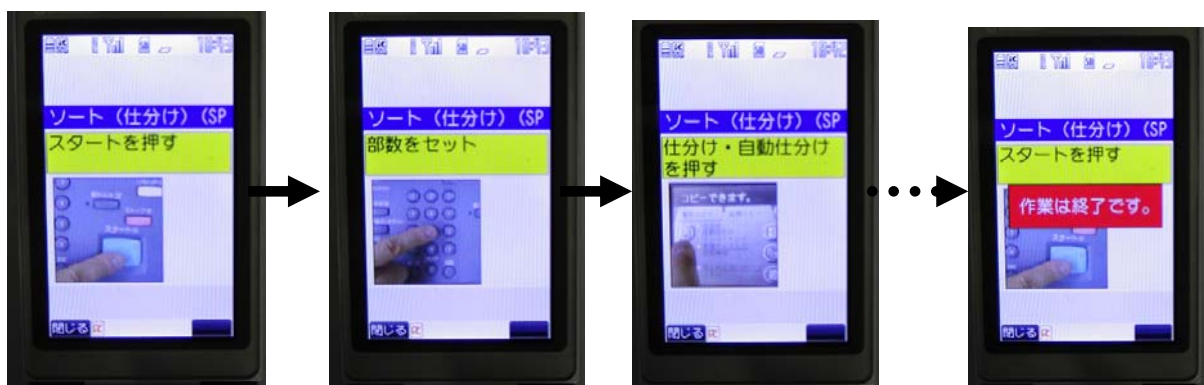 ソート（仕分け）（SP
スタートを押す
閉じる
ソート（仕分け）（SP
部数をセット
閉じる
ソート（仕分け）（SP
仕分け・自動仕分け
を押す
コピーできます。
閉じる
ソート（仕分け）（SP
スタートを押す
作業は終了です。
閉じる